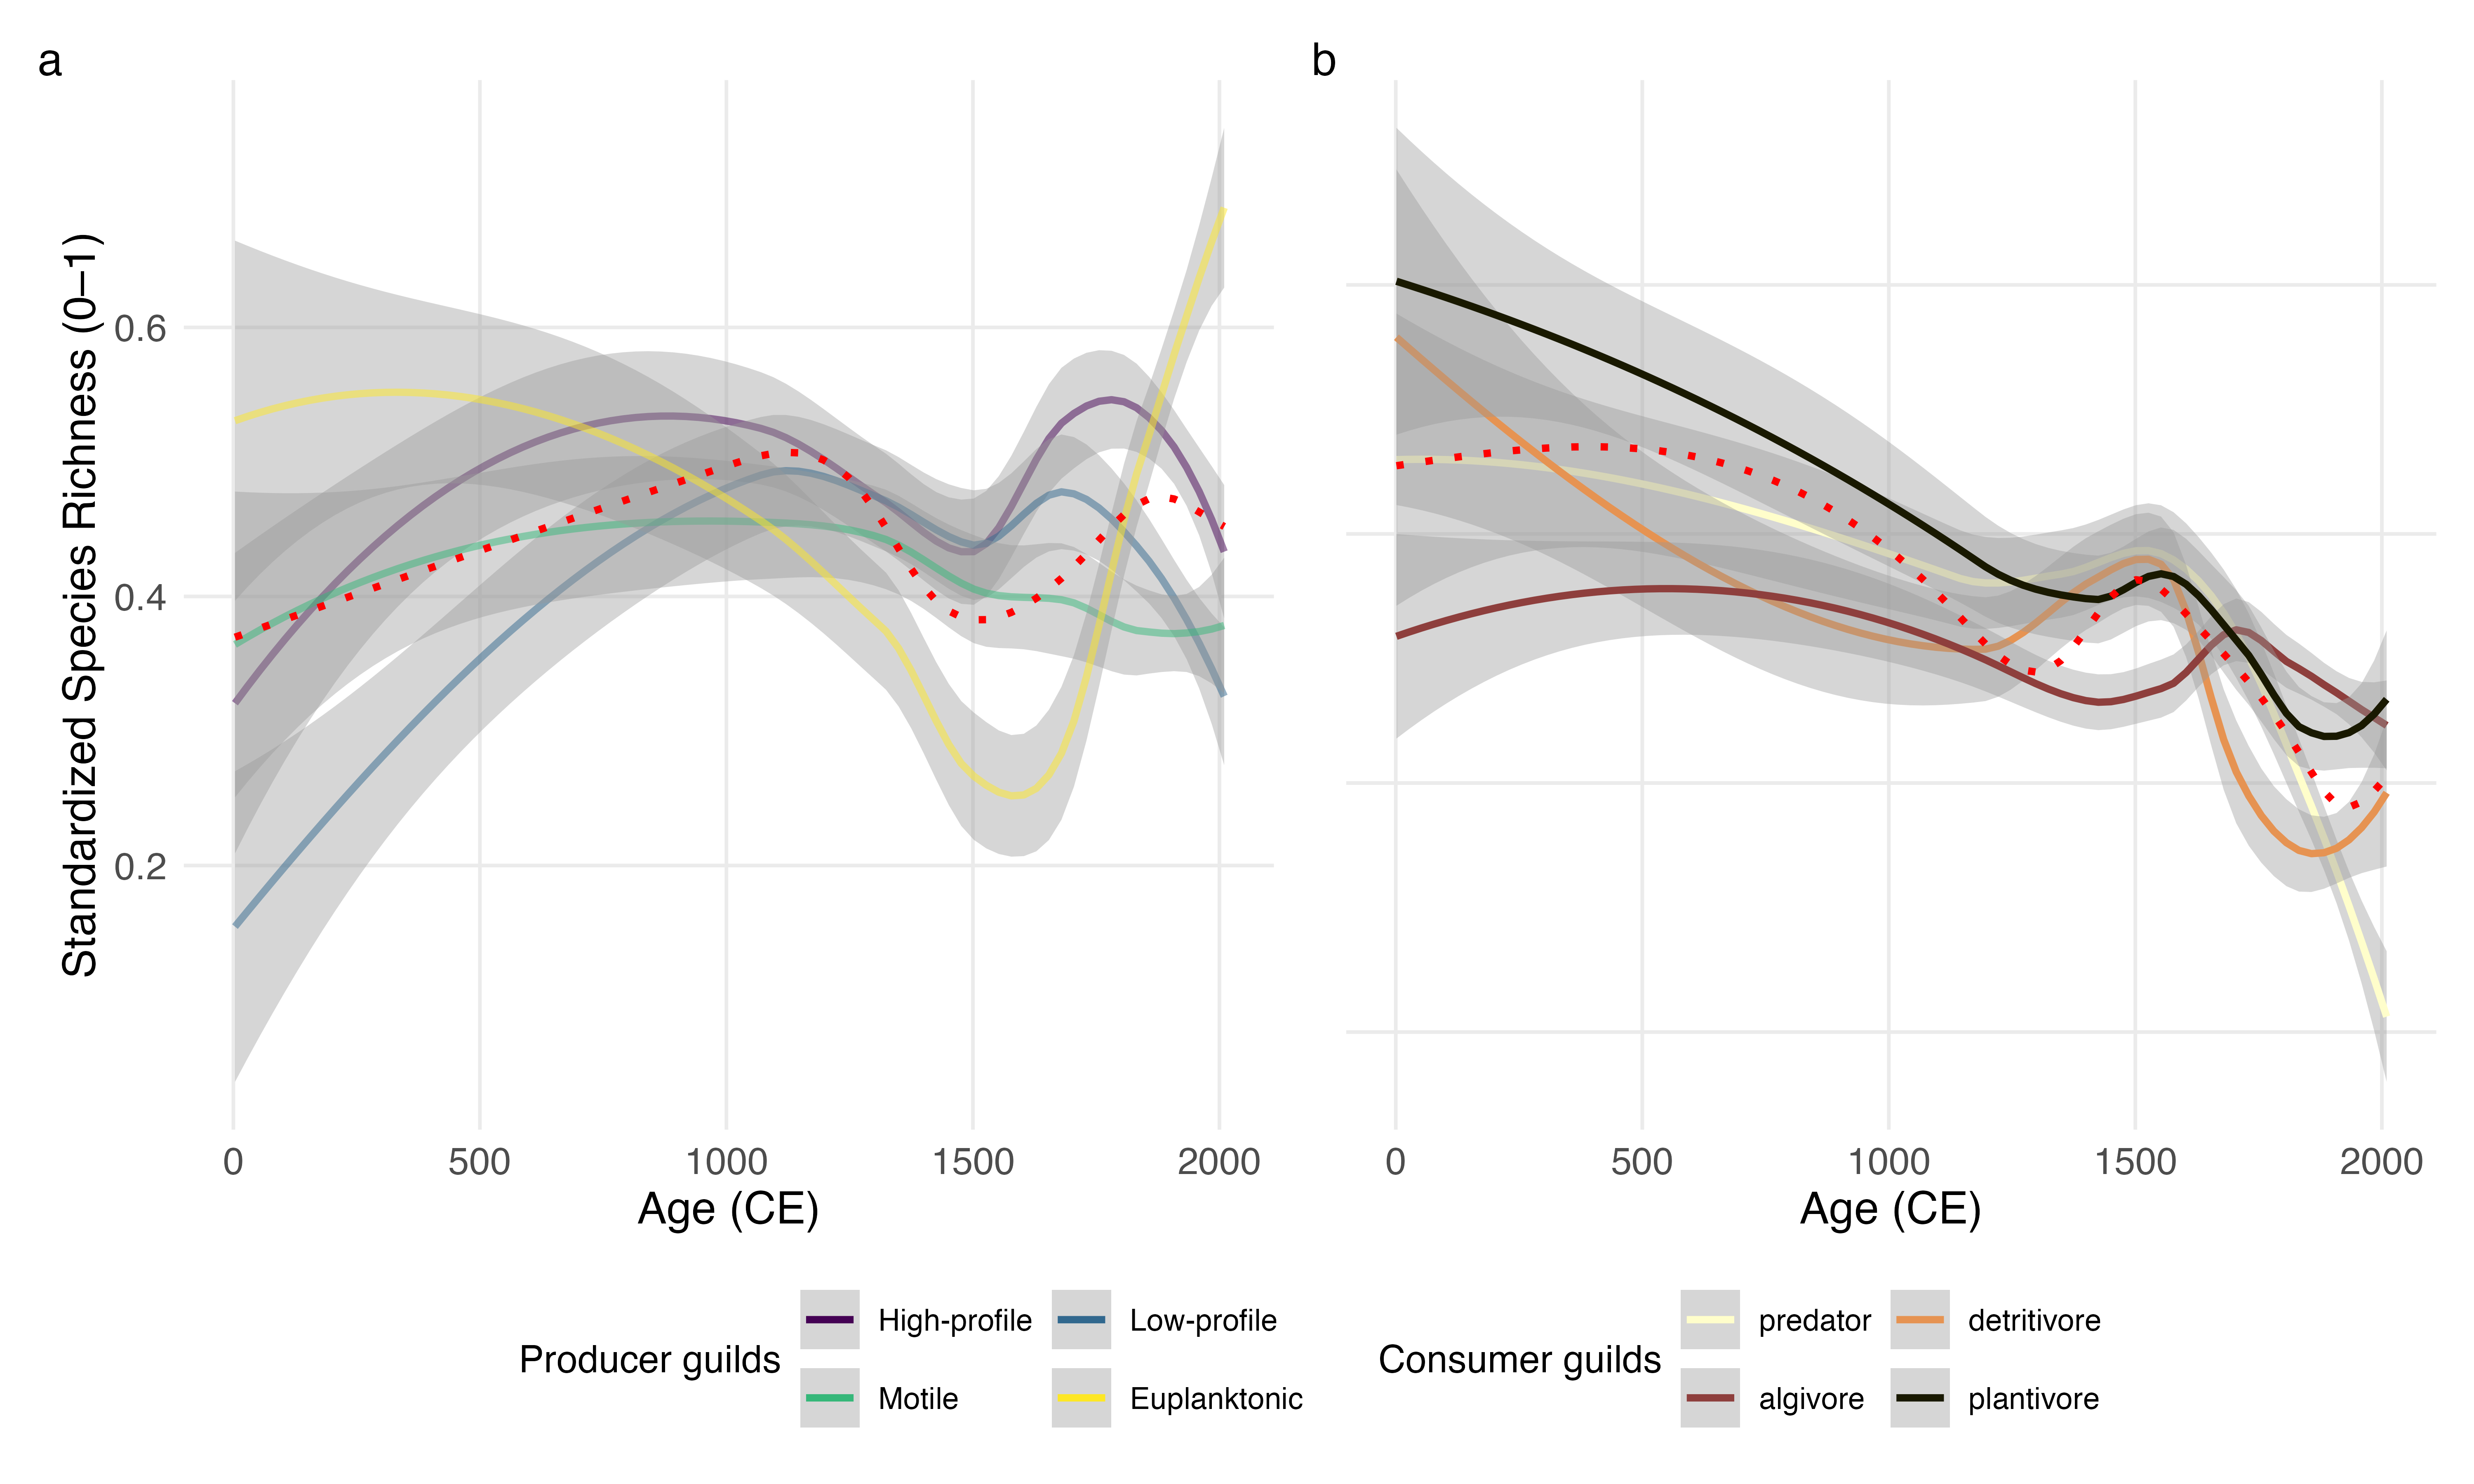 a
b
Standardized Species Richness (0−1)
0.6
0.4
0.2
0 500 1000 1500 2000
0 500 1000 1500 2000
Age (CE)
Age (CE)
Producer guilds
High-profile
Low-profile
Motile
Euplanktonic
Consumer guilds
predator
detritivore
algivore
plantivore